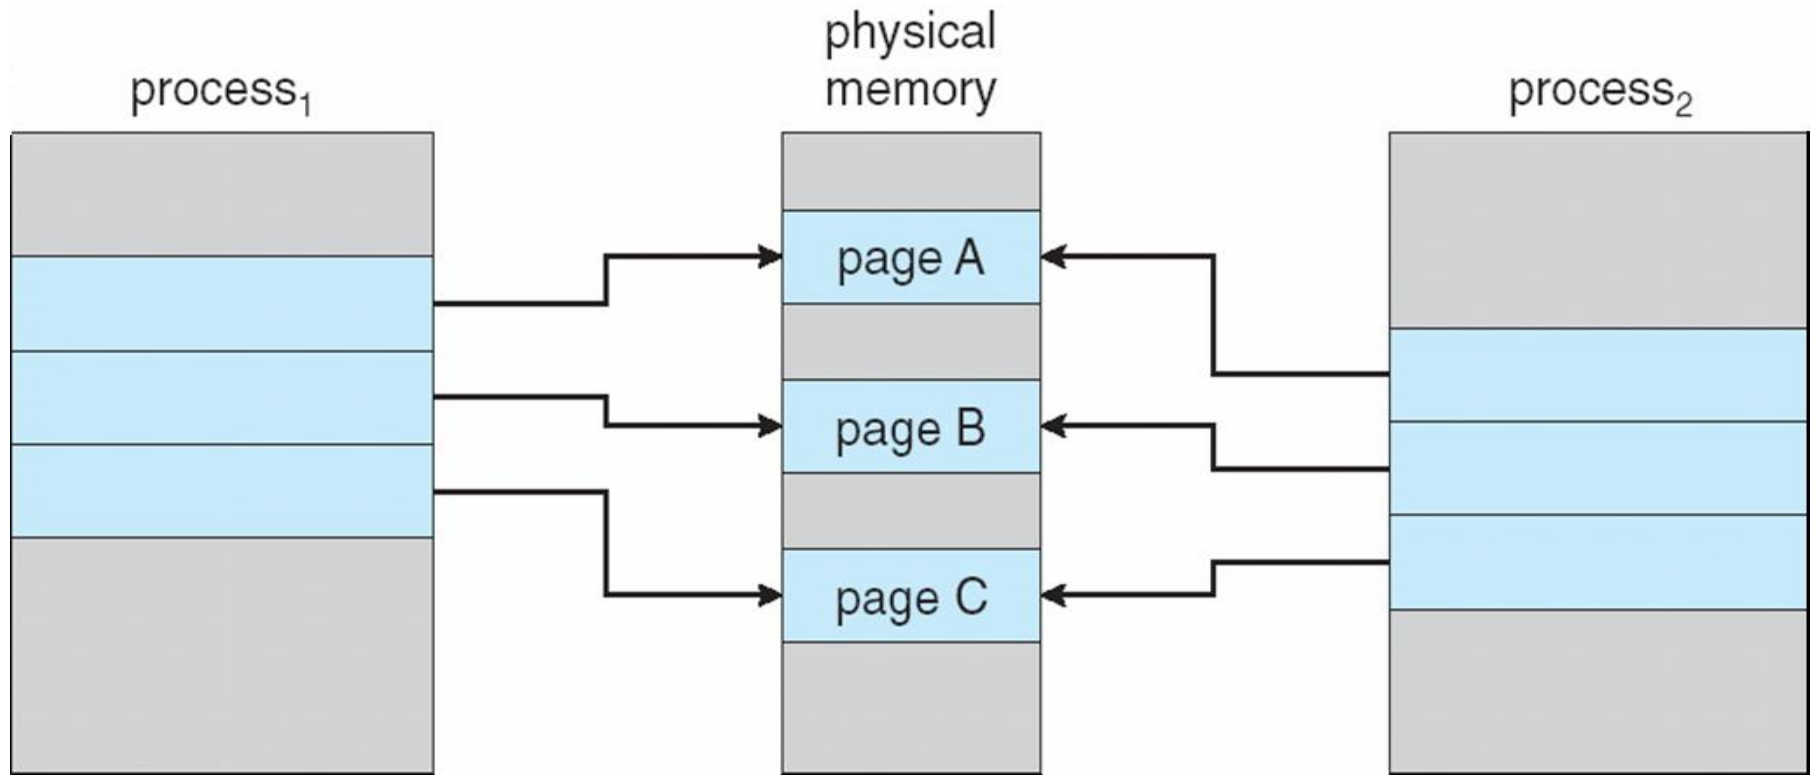 process₁
physical
memory
process₂
page A
page B
page C